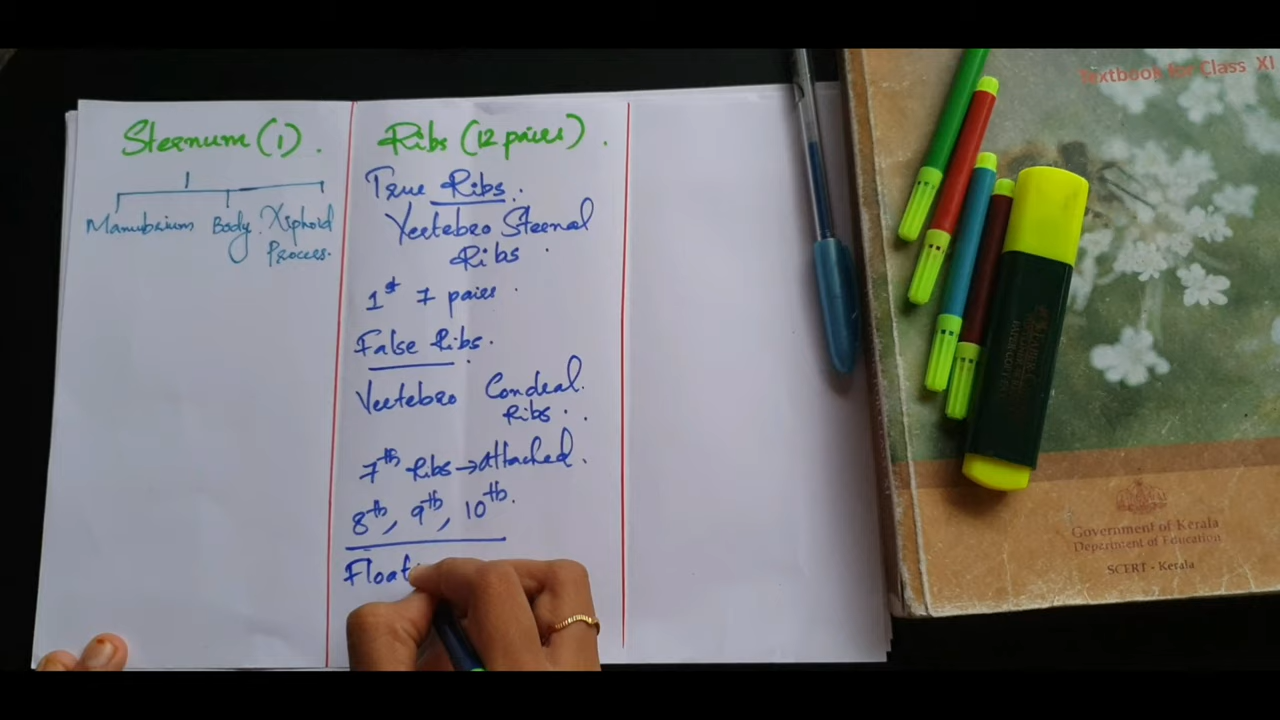 Sternum (1).
Manubrium Body. Xiphoid
Process.
Ribs (12 pairs).
True Ribs.
Vertebro Sternal
Ribs.
1st 7 pairs.
False Ribs.
Vertebro Condral
Ribs.
7th Ribs → attached.
8th, 9th, 10th.
Float
Textbook for Class XI
Government of Kerala
Department of Education
SCERT - Kerala